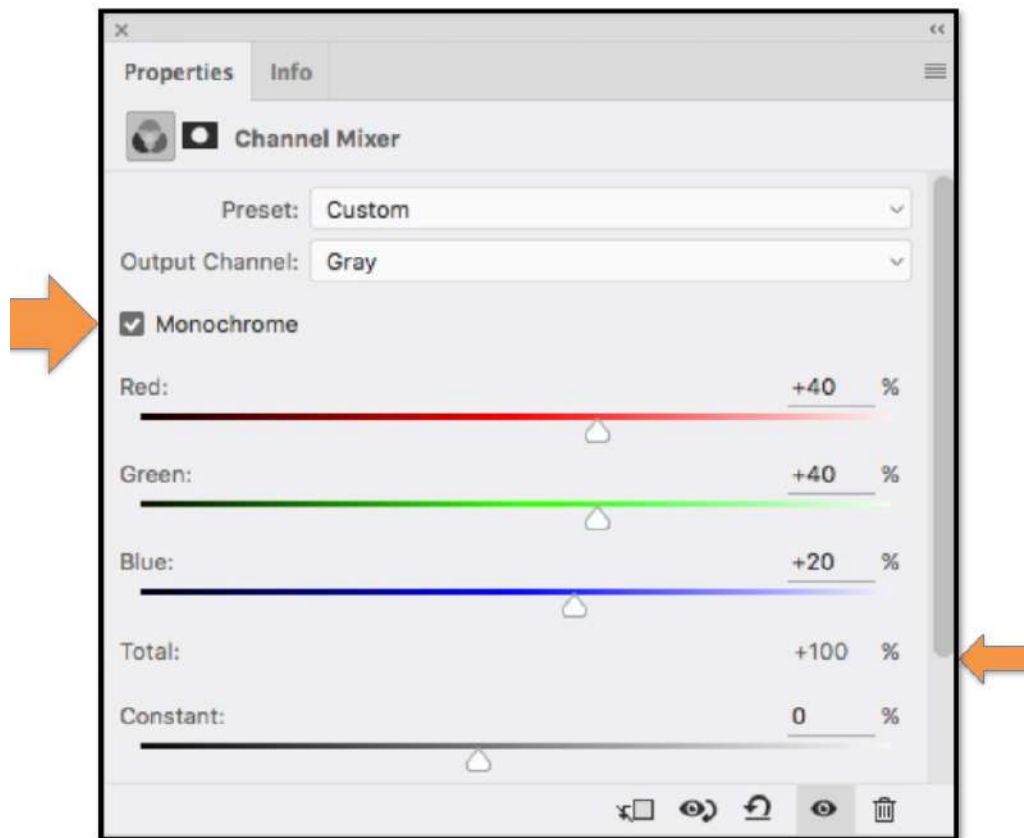 Properties Info
Channel Mixer
Preset: Custom
Output Channel: Gray
Monochrome
Red: +40 %
Green: +40 %
Blue: +20 %
Total: +100 %
Constant: 0 %